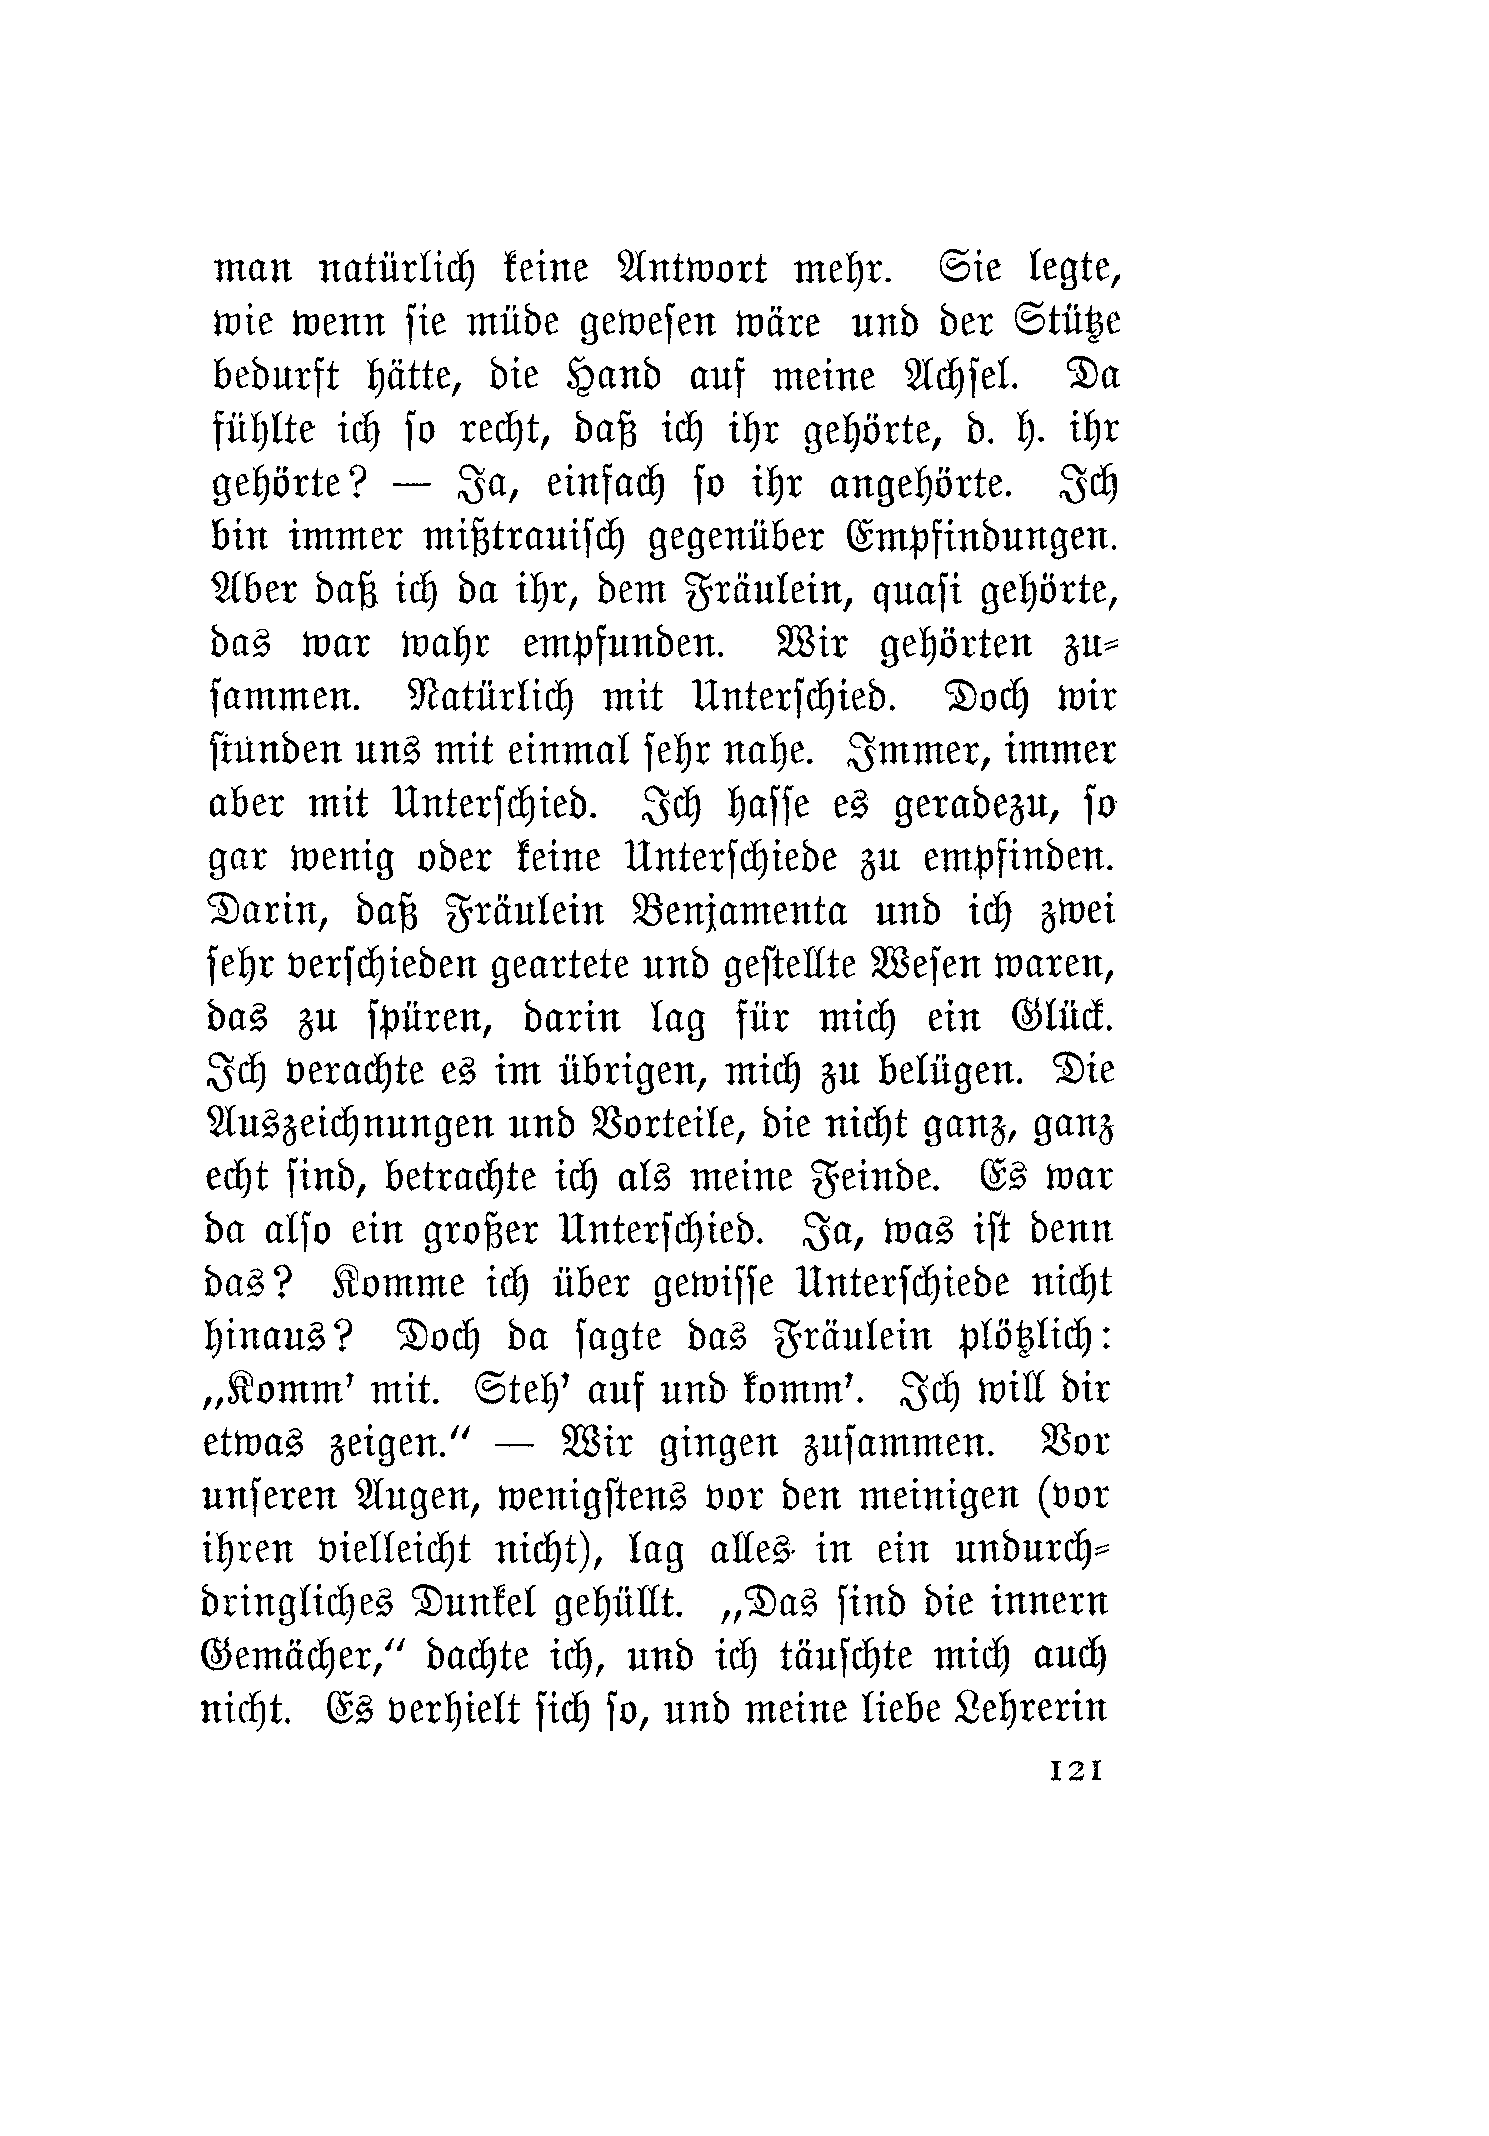 man natürlich keine Antwort mehr. Sie legte,
wie wenn sie müde gewesen wäre und der Stütze
bedurft hätte, die Hand auf meine Achsel. Da
fühlte ich so recht, daß ich ihr gehörte, d. h. ihr
gehörte? — Ja, einfach so ihr angehörte. Ich
bin immer mißtrauisch gegenüber Empfindungen.
Aber daß ich da ihr, dem Fräulein, quasi gehörte,
das war wahr empfunden. Wir gehörten zu-
sammen. Natürlich mit Unterschied. Doch wir
stunden uns mit einmal sehr nahe. Immer, immer
aber mit Unterschied. Ich hasse es geradezu, so
gar wenig oder keine Unterschiede zu empfinden.
Darin, daß Fräulein Benjamenta und ich zwei
sehr verschieden geartete und gestellte Wesen waren,
das zu spüren, darin lag für mich ein Glück.
Ich verachte es im übrigen, mich zu belügen. Die
Auszeichnungen und Vorteile, die nicht ganz, ganz
echt sind, betrachte ich als meine Feinde. Es war
da also ein großer Unterschied. Ja, was ist denn
das? Komme ich über gewisse Unterschiede nicht
hinaus? Doch da sagte das Fräulein plötzlich:
„Komm' mit. Steh' auf und komm'. Ich will dir
etwas zeigen.“ — Wir gingen zusammen. Vor
unseren Augen, wenigstens vor den meinigen (vor
ihren vielleicht nicht), lag alles in ein undurch-
dringliches Dunkel gehüllt. „Das sind die innern
Gemächer,“ dachte ich, und ich täuschte mich auch
nicht. Es verhielt sich so, und meine liebe Lehrerin
121